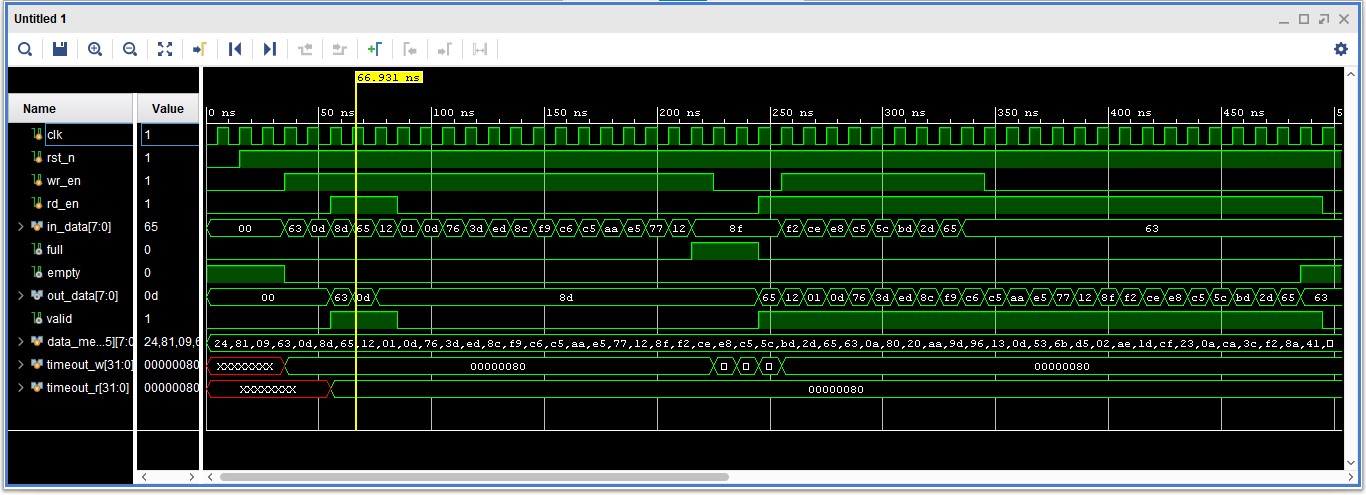 Untitled 1
66.931 ns
Name Value 0 ns 50 ns 100 ns 150 ns 200 ns 250 ns 300 ns 350 ns 400 ns 450 ns 5
clk 1
rst_n 1
wr_en 1
rd_en 1
in_data[7:0] 65 00 63 0d 8d 65 12 01 0d 76 3d ed 8c f9 c6 c5 aa e5 77 12 8f f2 ce e8 c5 5c bd 2d 65 63
full 0
empty 0
out_data[7:0] 0d 00 63 0d 8d 65 12 01 0d 76 3d ed 8c f9 c6 c5 aa e5 77 12 8f f2 ce e8 c5 5c bd 2d 65 63
valid 1
data_me...5][7:0 24,81,09,6 24,81,09,63,0d,8d,65,12,01,0d,76,3d,ed,8c,f9,c6,c5,aa,e5,77,12,8f,f2,ce,e8,c5,5c,bd,2d,65,63,0a,80,20,aa,9d,96,13,0d,53,6b,d5,02,ae,1d,cf,23,0a,ca,3c,f2,8a,41,
timeout_w[31:0] 00000080 XXXXXXXX 00000080 00000080
timeout_r[31:0] 00000080 XXXXXXXX 00000080